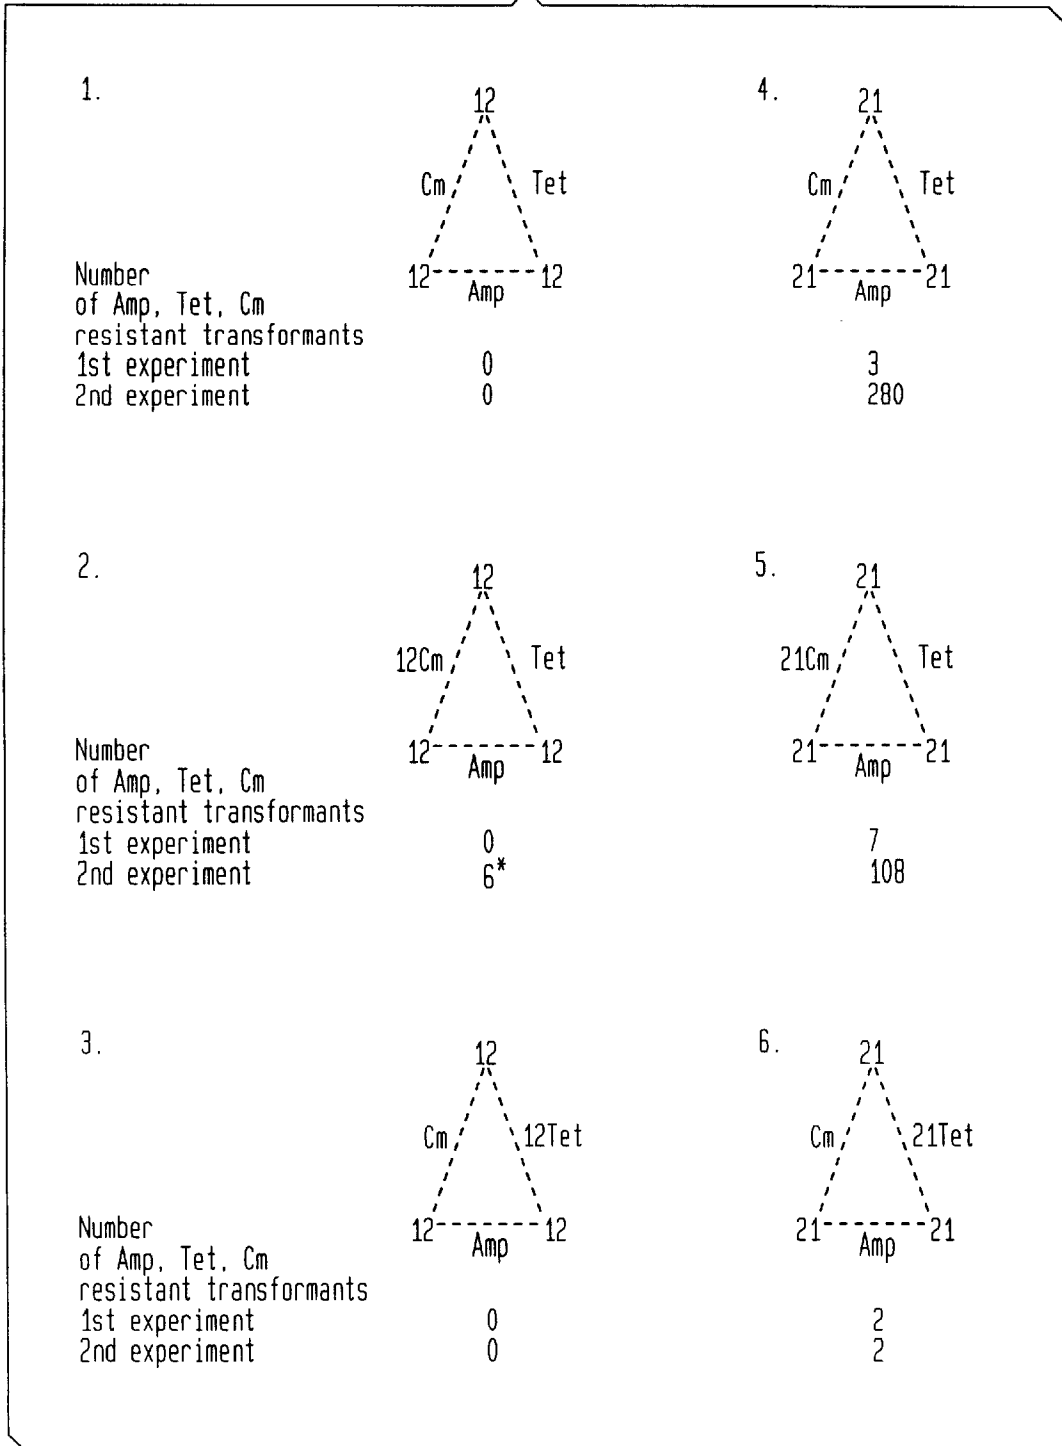 1.
12
Cm
Tet
12
12
Amp
Number
of Amp, Tet, Cm
resistant transformants
1st experiment 0
2nd experiment 0
4.
21
Cm
Tet
21
21
Amp
3
280
2.
12
12Cm
Tet
12
12
Amp
Number
of Amp, Tet, Cm
resistant transformants
1st experiment 0
2nd experiment 6*
5.
21
21Cm
Tet
21
21
Amp
7
108
3.
12
Cm
12Tet
12
12
Amp
Number
of Amp, Tet, Cm
resistant transformants
1st experiment 0
2nd experiment 0
6.
21
Cm
21Tet
21
21
Amp
2
2